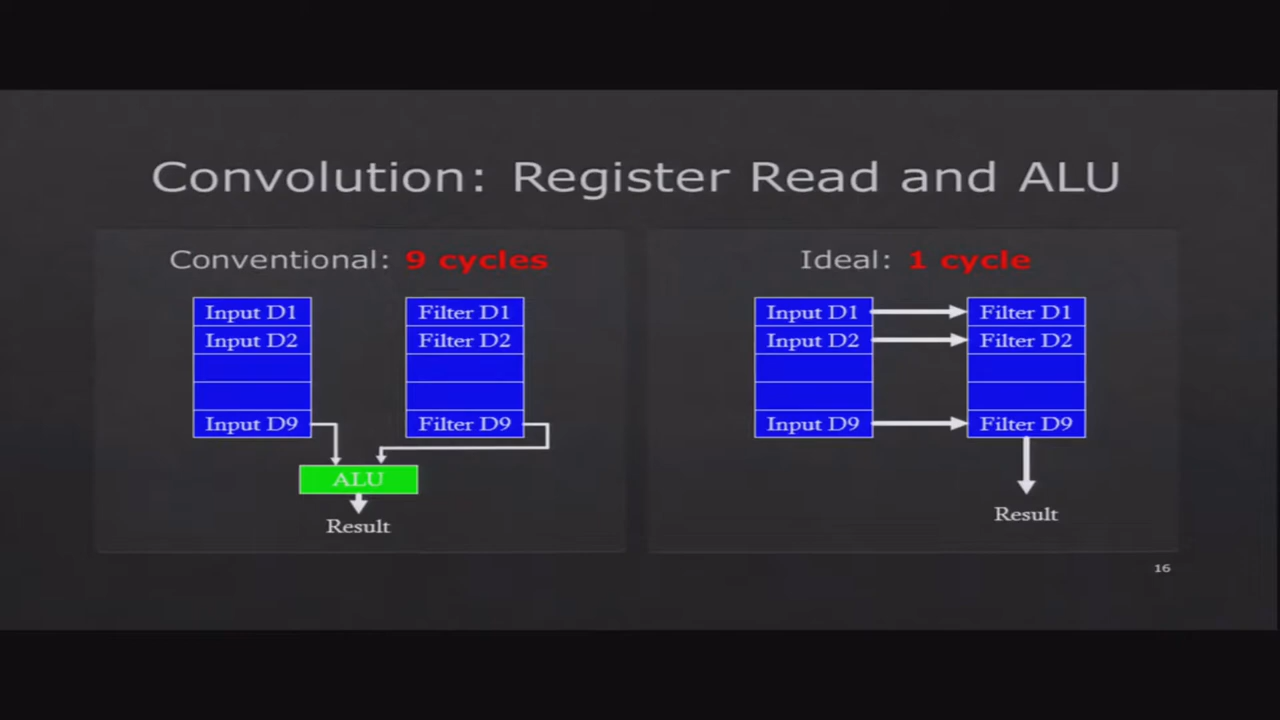 Convolution: Register Read and ALU
Conventional: 9 cycles
Input D1
Input D2
Input D9
Filter D1
Filter D2
Filter D9
ALU
Result
Ideal: 1 cycle
Input D1
Input D2
Input D9
Filter D1
Filter D2
Filter D9
Result
16